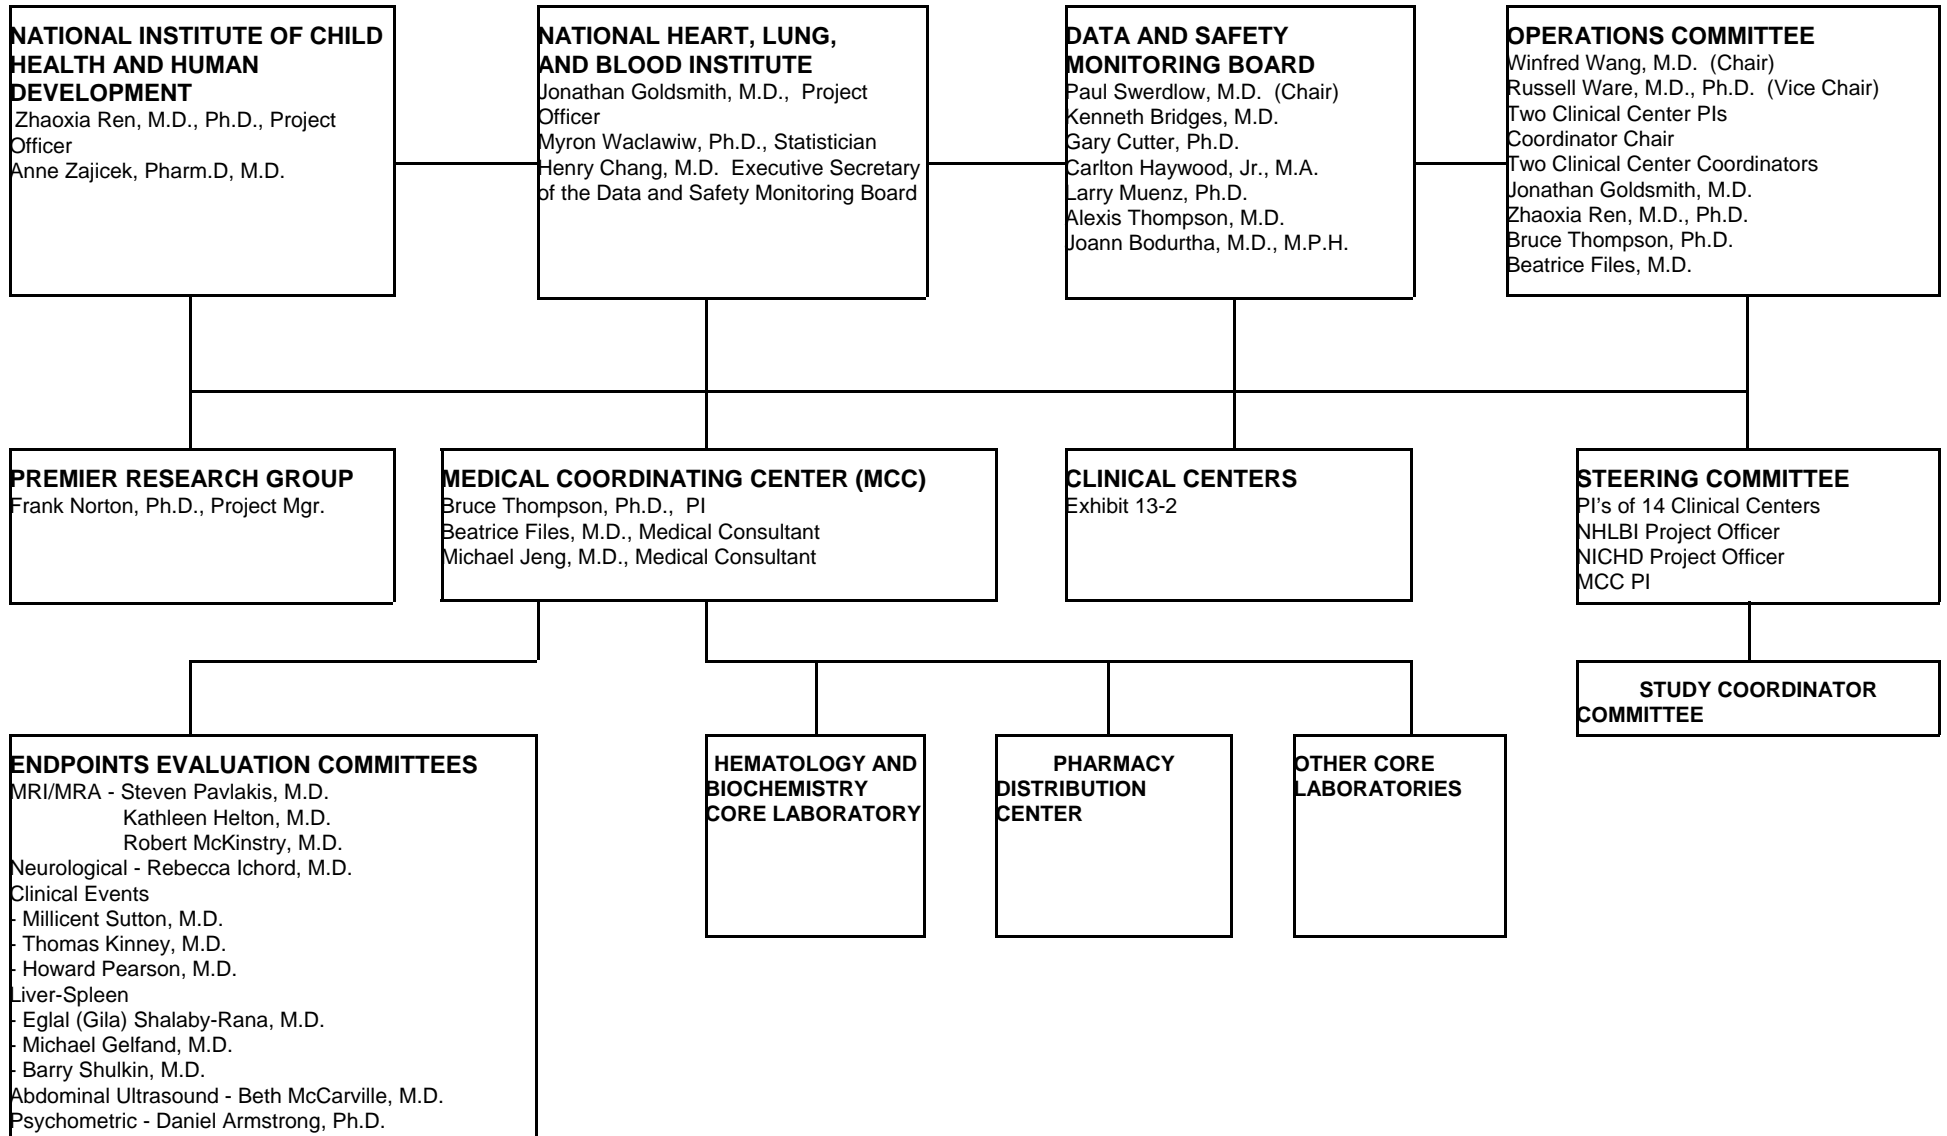 NATIONAL INSTITUTE OF CHILD
HEALTH AND HUMAN
DEVELOPMENT
Zhaoxia Ren, M.D., Ph.D., Project
Officer
Anne Zajicek, Pharm.D, M.D.
NATIONAL HEART, LUNG,
AND BLOOD INSTITUTE
Jonathan Goldsmith, M.D., Project
Officer
Myron Waclawiw, Ph.D., Statistician
Henry Chang, M.D. Executive Secretary
of the Data and Safety Monitoring Board
DATA AND SAFETY
MONITORING BOARD
Paul Swerdlow, M.D. (Chair)
Kenneth Bridges, M.D.
Gary Cutter, Ph.D.
Carlton Haywood, Jr., M.A.
Larry Muenz, Ph.D.
Alexis Thompson, M.D.
Joann Bodurtha, M.D., M.P.H.
OPERATIONS COMMITTEE
Winfred Wang, M.D. (Chair)
Russell Ware, M.D., Ph.D. (Vice Chair)
Two Clinical Center PIs
Coordinator Chair
Two Clinical Center Coordinators
Jonathan Goldsmith, M.D.
Zhaoxia Ren, M.D., Ph.D.
Bruce Thompson, Ph.D.
Beatrice Files, M.D.
PREMIER RESEARCH GROUP
Frank Norton, Ph.D., Project Mgr.
MEDICAL COORDINATING CENTER (MCC)
Bruce Thompson, Ph.D., PI
Beatrice Files, M.D., Medical Consultant
Michael Jeng, M.D., Medical Consultant
CLINICAL CENTERS
Exhibit 13-2
STEERING COMMITTEE
PI's of 14 Clinical Centers
NHLBI Project Officer
NICHD Project Officer
MCC PI
STUDY COORDINATOR
COMMITTEE
ENDPOINTS EVALUATION COMMITTEES
MRI/MRA - Steven Pavlakis, M.D.
Kathleen Helton, M.D.
Robert McKinstry, M.D.
Neurological - Rebecca Ichord, M.D.
Clinical Events
- Millicent Sutton, M.D.
- Thomas Kinney, M.D.
- Howard Pearson, M.D.
Liver-Spleen
- Eglal (Gila) Shalaby-Rana, M.D.
- Michael Gelfand, M.D.
- Barry Shulkin, M.D.
Abdominal Ultrasound - Beth McCarville, M.D.
Psychometric - Daniel Armstrong, Ph.D.
HEMATOLOGY AND
BIOCHEMISTRY
CORE LABORATORY
PHARMACY
DISTRIBUTION
CENTER
OTHER CORE
LABORATORIES